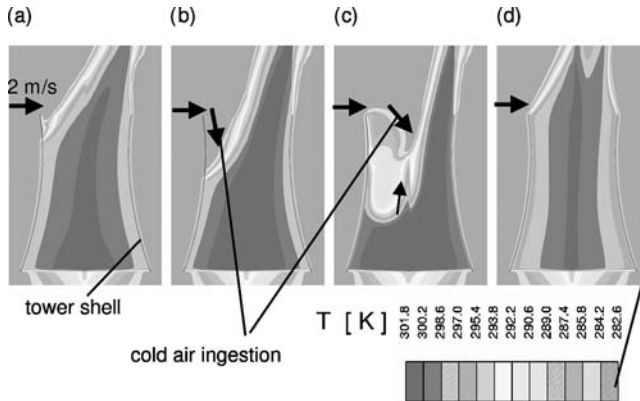 (a) (b) (c) (d)
2 m/s
tower shell
cold air ingestion
T [K]
301.8
300.2
298.6
297.0
295.4
293.8
292.2
290.6
289.0
287.4
285.8
284.2
282.6